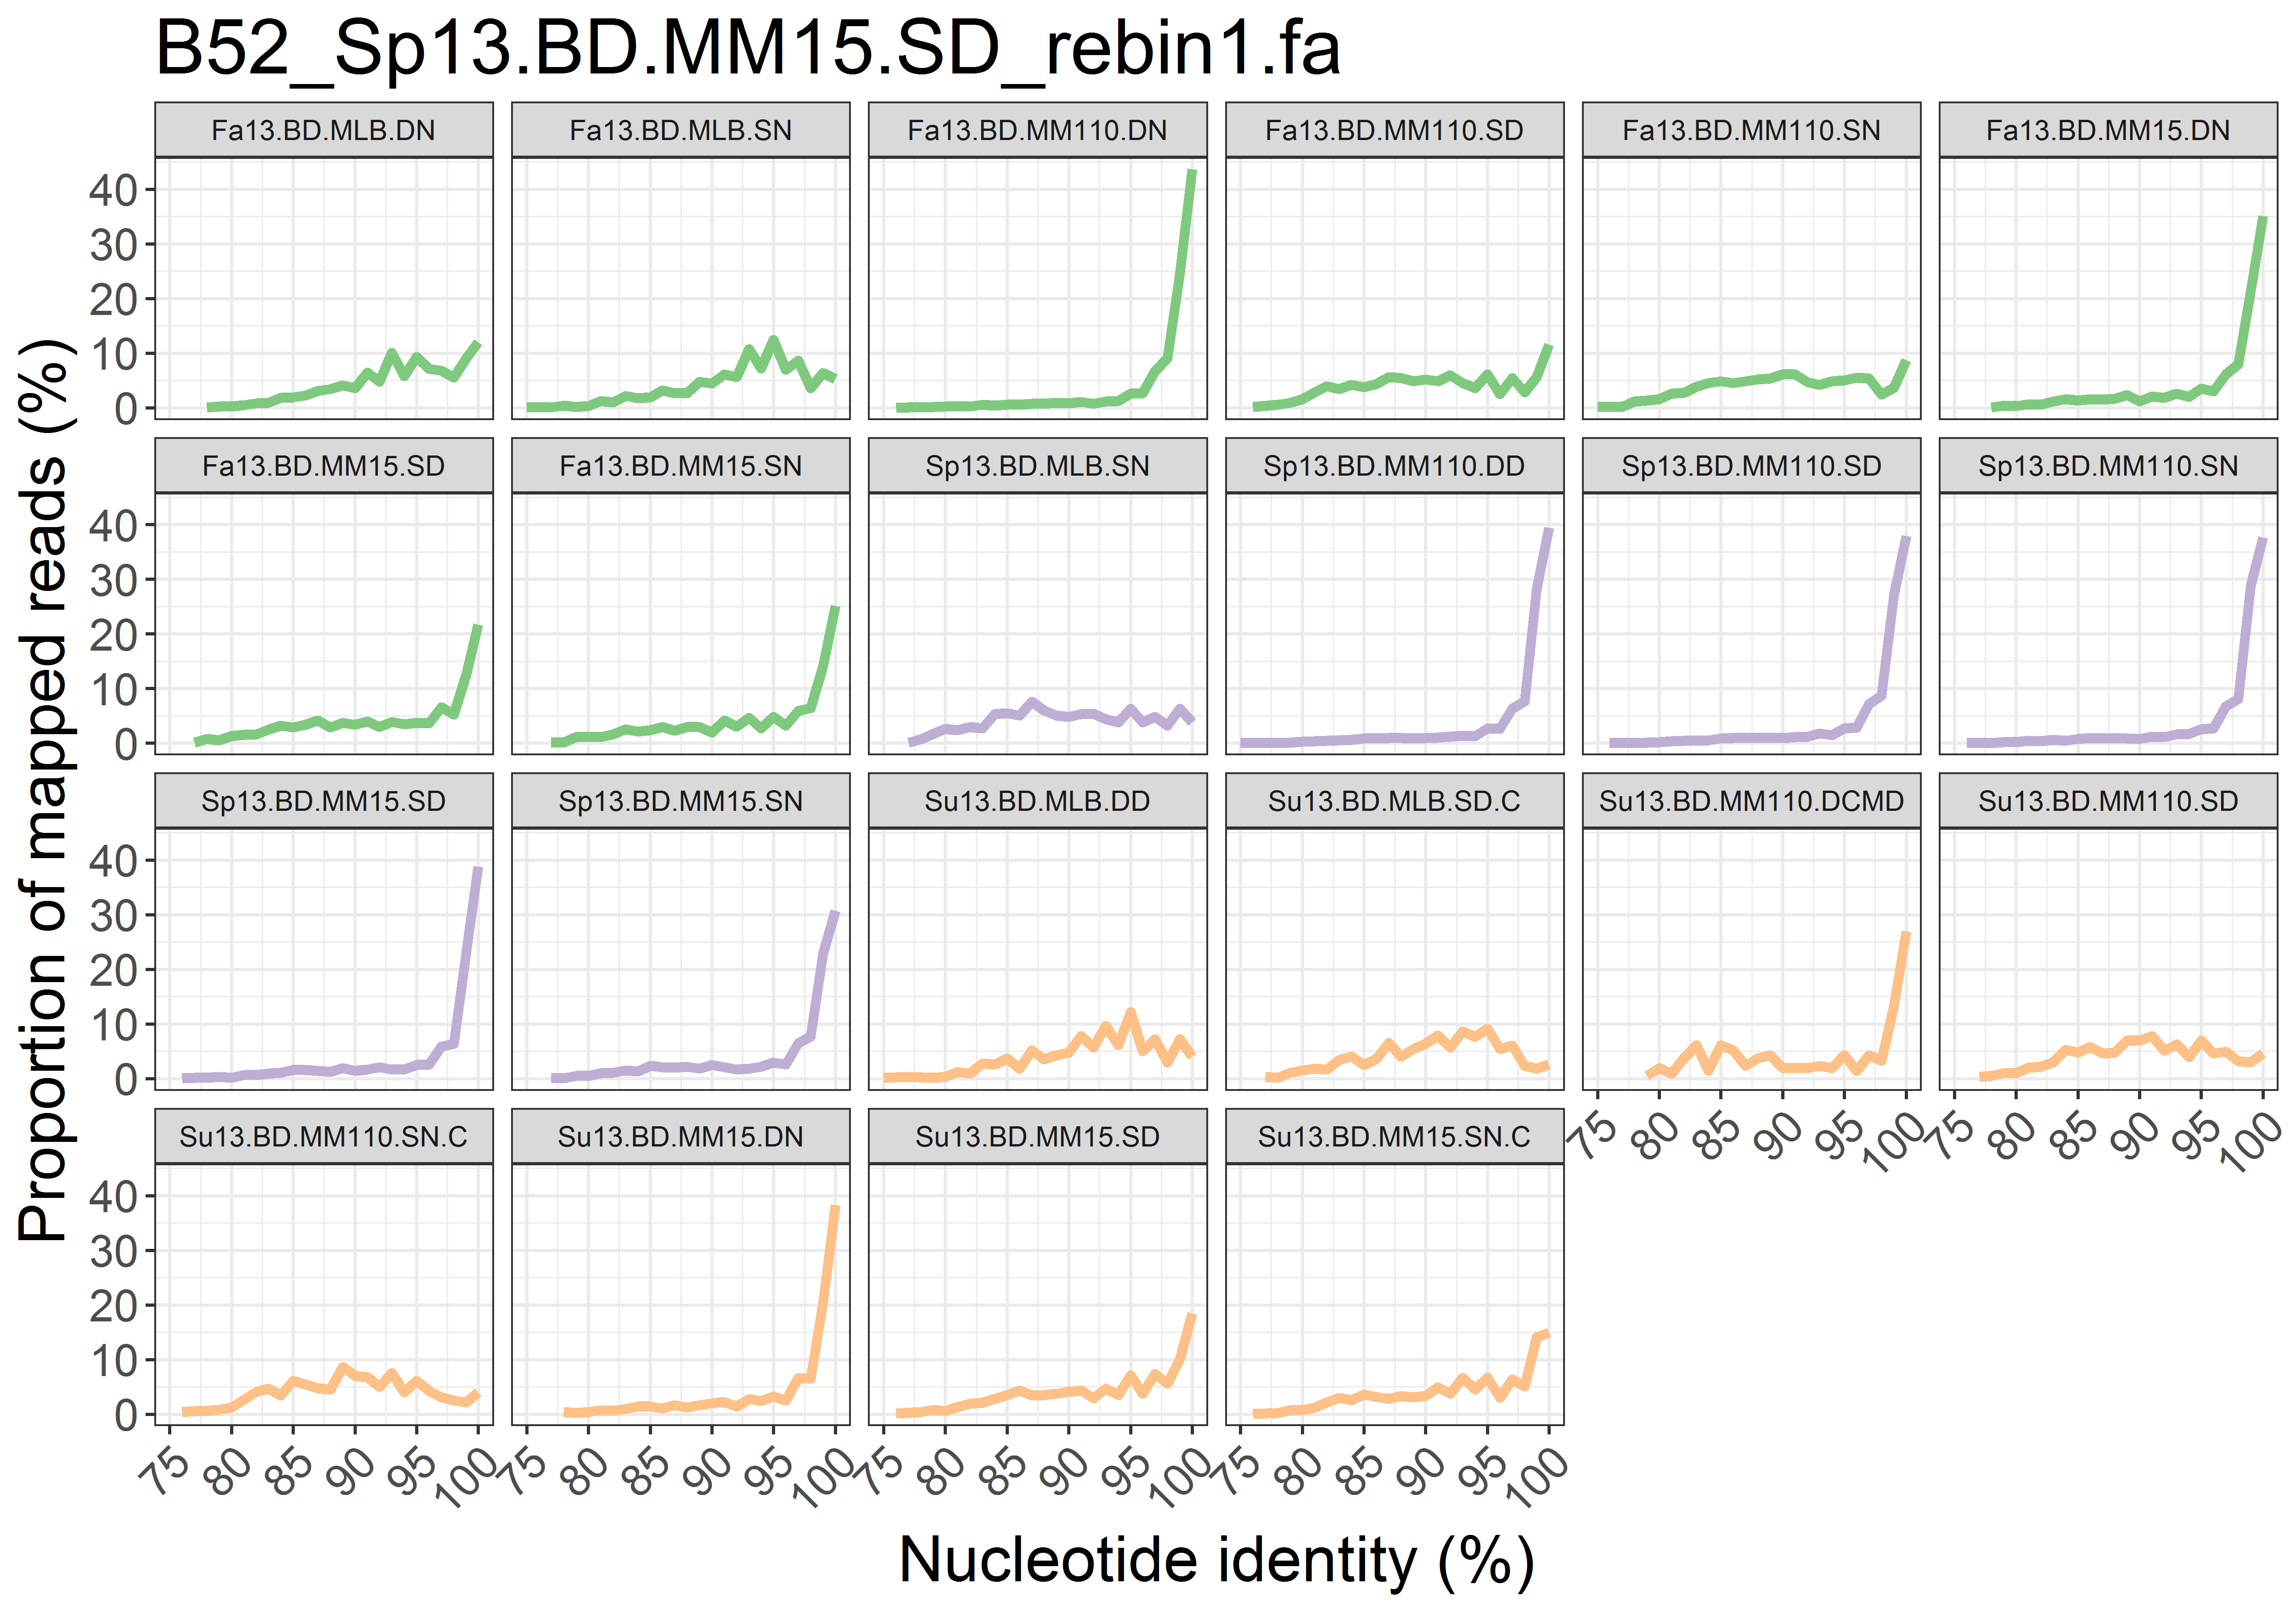 B52_Sp13.BD.MM15.SD_rebin1.fa
Proportion of mapped reads (%)
Fa13.BD.MLB.DN Fa13.BD.MLB.SN Fa13.BD.MM110.DN Fa13.BD.MM110.SD Fa13.BD.MM110.SN Fa13.BD.MM15.DN
40
30
20
10
0
Fa13.BD.MM15.SD Fa13.BD.MM15.SN Sp13.BD.MLB.SN Sp13.BD.MM110.DD Sp13.BD.MM110.SD Sp13.BD.MM110.SN
40
30
20
10
0
Sp13.BD.MM15.SD Sp13.BD.MM15.SN Su13.BD.MLB.DD Su13.BD.MLB.SD.C Su13.BD.MM110.DCMD Su13.BD.MM110.SD
40
30
20
10
0
75 80 85 90 95 100 75 80 85 90 95 100
Su13.BD.MM110.SN.C Su13.BD.MM15.DN Su13.BD.MM15.SD Su13.BD.MM15.SN.C
40
30
20
10
0
75 80 85 90 95 100 75 80 85 90 95 100 75 80 85 90 95 100 75 80 85 90 95 100
Nucleotide identity (%)